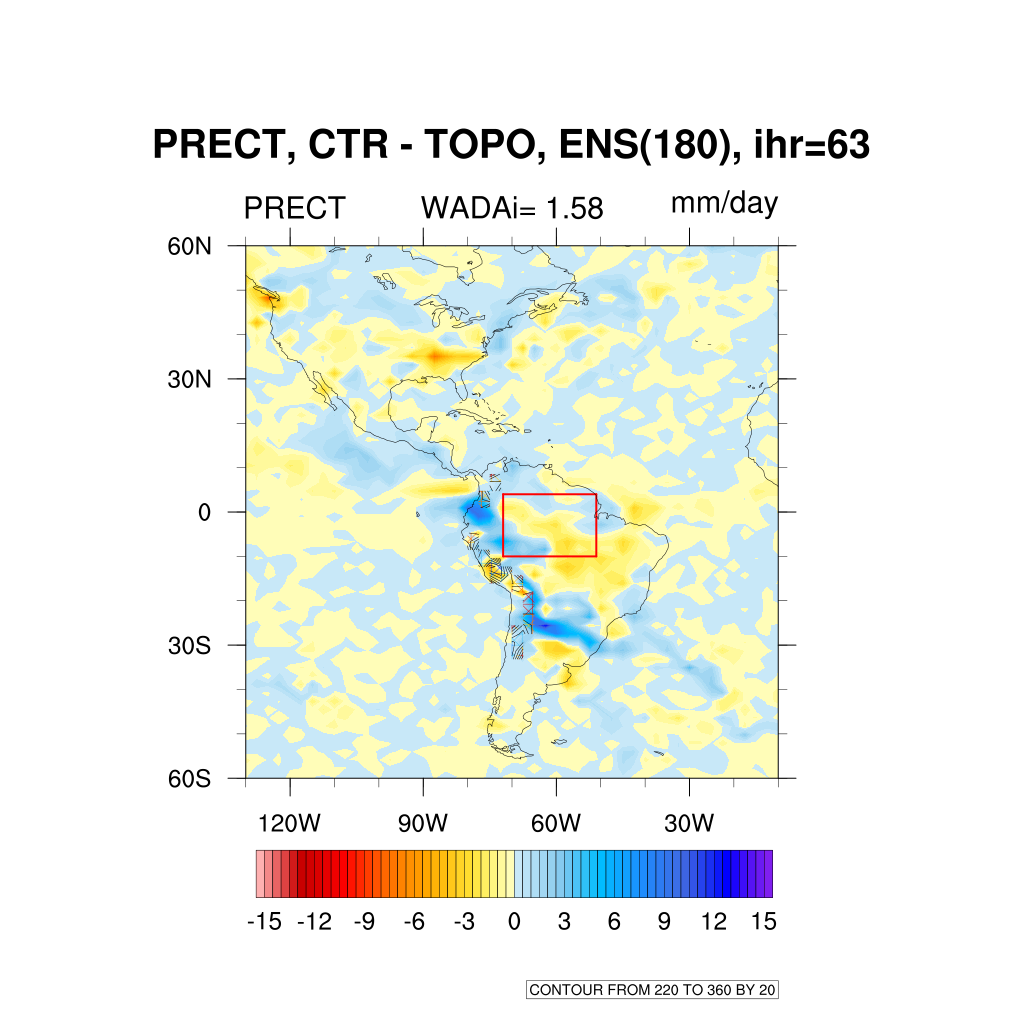 PRECT, CTR - TOPO, ENS(180), ihr=63
PRECT WADAi= 1.58 mm/day
60N
30N
0
30S
60S
120W 90W 60W 30W
-15 -12 -9 -6 -3 0 3 6 9 12 15
CONTOUR FROM 220 TO 360 BY 20